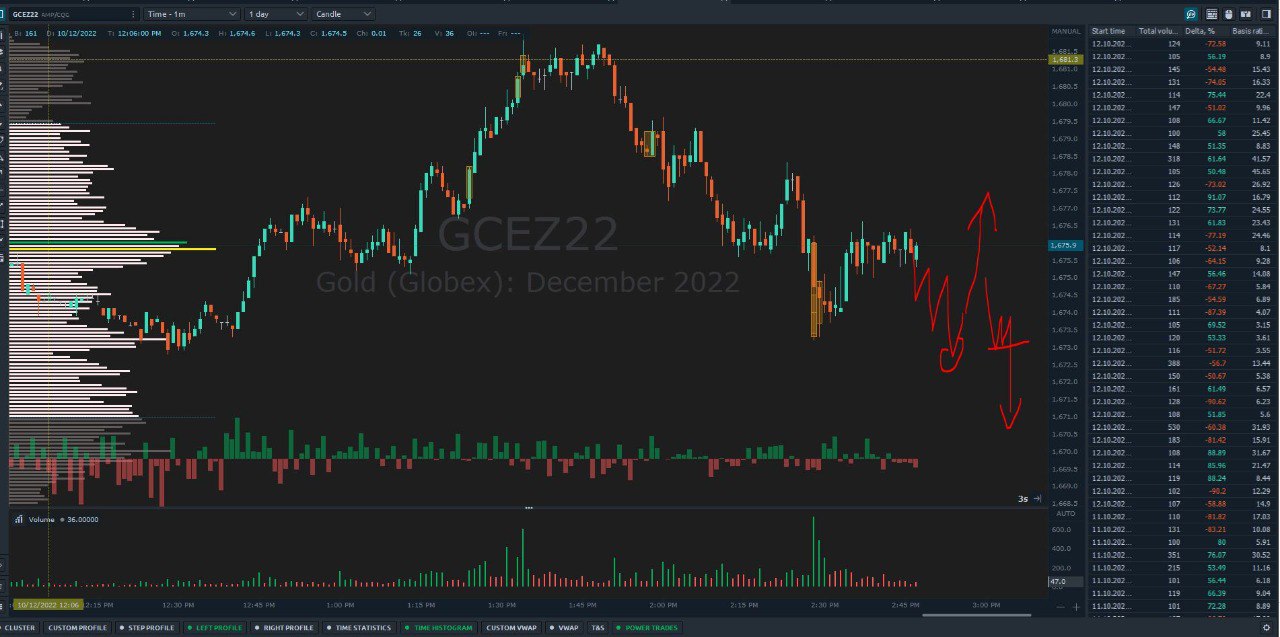 GCEZ22 AMP/CQG
Time - 1m
1 day
Candle
B: 161 D: 10/12/2022 T: 12:06:00 PM O: 1,674.3 H: 1,674.6 L: 1,674.3 C: 1,674.5 Ch: 0.01 Tk: 26 V: 36 OI: --- Fr: ---
MANUAL
1,681.5
1,681.3
1,681.0
1,680.5
1,680.0
1,679.5
1,679.0
1,678.5
1,678.0
1,677.5
1,677.0
1,676.5
1,675.9
1,675.5
1,675.0
1,674.5
1,674.0
1,673.5
1,673.0
1,672.5
1,672.0
1,671.5
1,671.0
1,670.5
1,670.0
1,669.5
1,669.0
1,668.5
GCEZ22
Gold (Globex): December 2022
3s
Volume 36.00000
AUTO
600.0
400.0
200.0
47.0
10/12/2022 12:06
2:15 PM
12:30 PM
12:45 PM
1:00 PM
1:15 PM
1:30 PM
1:45 PM
2:00 PM
2:15 PM
2:30 PM
2:45 PM
3:00 PM
CLUSTER
CUSTOM PROFILE
STEP PROFILE
LEFT PROFILE
RIGHT PROFILE
TIME STATISTICS
TIME HISTOGRAM
CUSTOM VWAP
VWAP
T&S
POWER TRADES
Start time Total volu... Delta, % Basis rati...
12.10.202... 124 -72.58 9.11
12.10.202... 105 56.19 8.9
12.10.202... 145 -54.48 15.43
12.10.202... 131 -74.05 16.33
12.10.202... 114 75.44 22.4
12.10.202... 147 -51.02 9.96
12.10.202... 108 66.67 11.42
12.10.202... 100 58 25.45
12.10.202... 148 51.35 8.83
12.10.202... 318 61.64 41.57
12.10.202... 105 50.48 45.65
12.10.202... 126 -73.02 26.92
12.10.202... 112 91.07 16.79
12.10.202... 122 73.77 24.55
12.10.202... 131 61.83 23.43
12.10.202... 114 -77.19 24.46
12.10.202... 117 -52.14 8.1
12.10.202... 106 -64.15 9.28
12.10.202... 147 56.46 14.08
12.10.202... 110 -67.27 5.84
12.10.202... 185 -54.59 6.89
12.10.202... 111 -87.39 4.07
12.10.202... 105 69.52 3.15
12.10.202... 120 53.33 3.61
12.10.202... 116 -51.72 3.55
12.10.202... 388 -56.7 13.44
12.10.202... 150 -50.67 5.38
12.10.202... 161 61.49 6.57
12.10.202... 128 -90.62 6.23
12.10.202... 108 51.85 5.6
12.10.202... 530 -60.38 31.93
12.10.202... 183 -81.42 15.91
12.10.202... 108 88.89 31.67
12.10.202... 114 85.96 21.47
12.10.202... 119 88.24 8.44
12.10.202... 102 -98.2 12.29
12.10.202... 107 -58.88 14.9
11.10.202... 110 -81.82 17.03
11.10.202... 131 -83.21 10.08
11.10.202... 100 80 5.91
11.10.202... 351 76.07 30.52
11.10.202... 215 53.49 11.16
11.10.202... 101 56.44 6.18
11.10.202... 119 66.39 9.04
11.10.202... 101 72.28 8.89